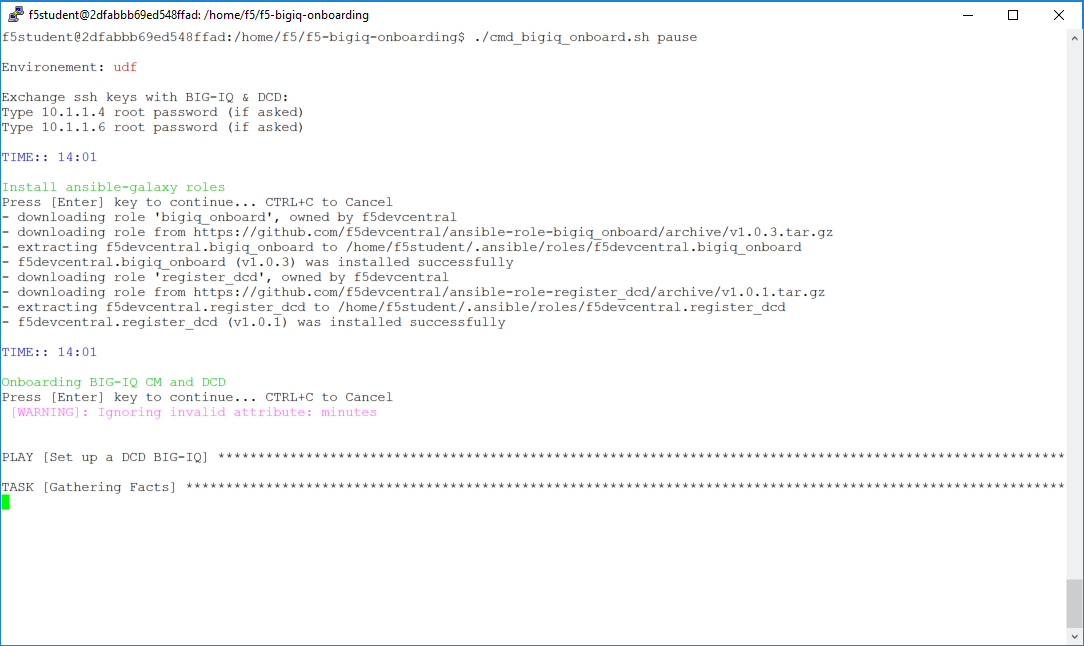 f5student@2dfabbb69ed548ffad: /home/f5/f5-bigiq-onboarding
f5student@2dfabbb69ed548ffad:/home/f5/f5-bigiq-onboarding$ ./cmd_bigiq_onboard.sh pause
Environement: udf
Exchange ssh keys with BIG-IQ & DCD:
Type 10.1.1.4 root password (if asked)
Type 10.1.1.6 root password (if asked)
TIME:: 14:01
Install ansible-galaxy roles
Press [Enter] key to continue... CTRL+C to Cancel
- downloading role 'bigiq_onboard', owned by f5devcentral
- downloading role from https://github.com/f5devcentral/ansible-role-bigiq_onboard/archive/v1.0.3.tar.gz
- extracting f5devcentral.bigiq_onboard to /home/f5student/.ansible/roles/f5devcentral.bigiq_onboard
- f5devcentral.bigiq_onboard (v1.0.3) was installed successfully
- downloading role 'register_dcd', owned by f5devcentral
- downloading role from https://github.com/f5devcentral/ansible-role-register_dcd/archive/v1.0.1.tar.gz
- extracting f5devcentral.register_dcd to /home/f5student/.ansible/roles/f5devcentral.register_dcd
- f5devcentral.register_dcd (v1.0.1) was installed successfully
TIME:: 14:01
Onboarding BIG-IQ CM and DCD
Press [Enter] key to continue... CTRL+C to Cancel
[WARNING]: Ignoring invalid attribute: minutes
PLAY [Set up a DCD BIG-IQ] **********************************************************************************************************
TASK [Gathering Facts] **************************************************************************************************************